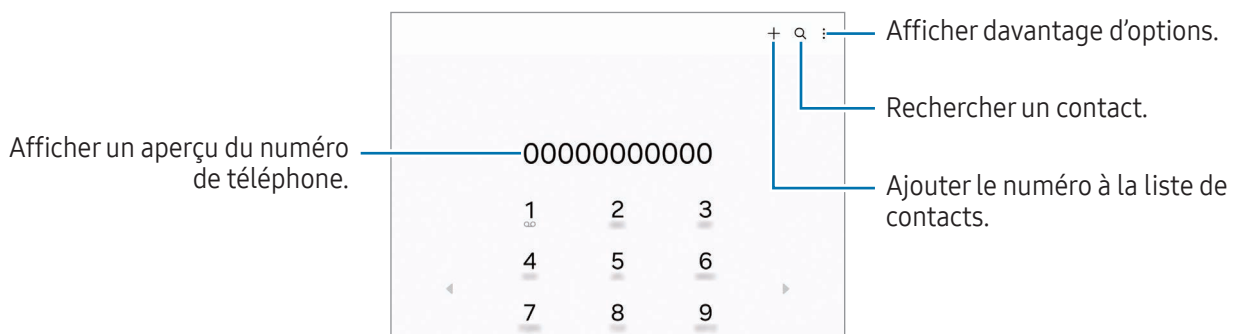 Afficher davantage d'options.
Rechercher un contact.
Afficher un aperçu du numéro
de téléphone.
00000000000
Ajouter le numéro à la liste de
contacts.
1 2 3
4 5 6
7 8 9